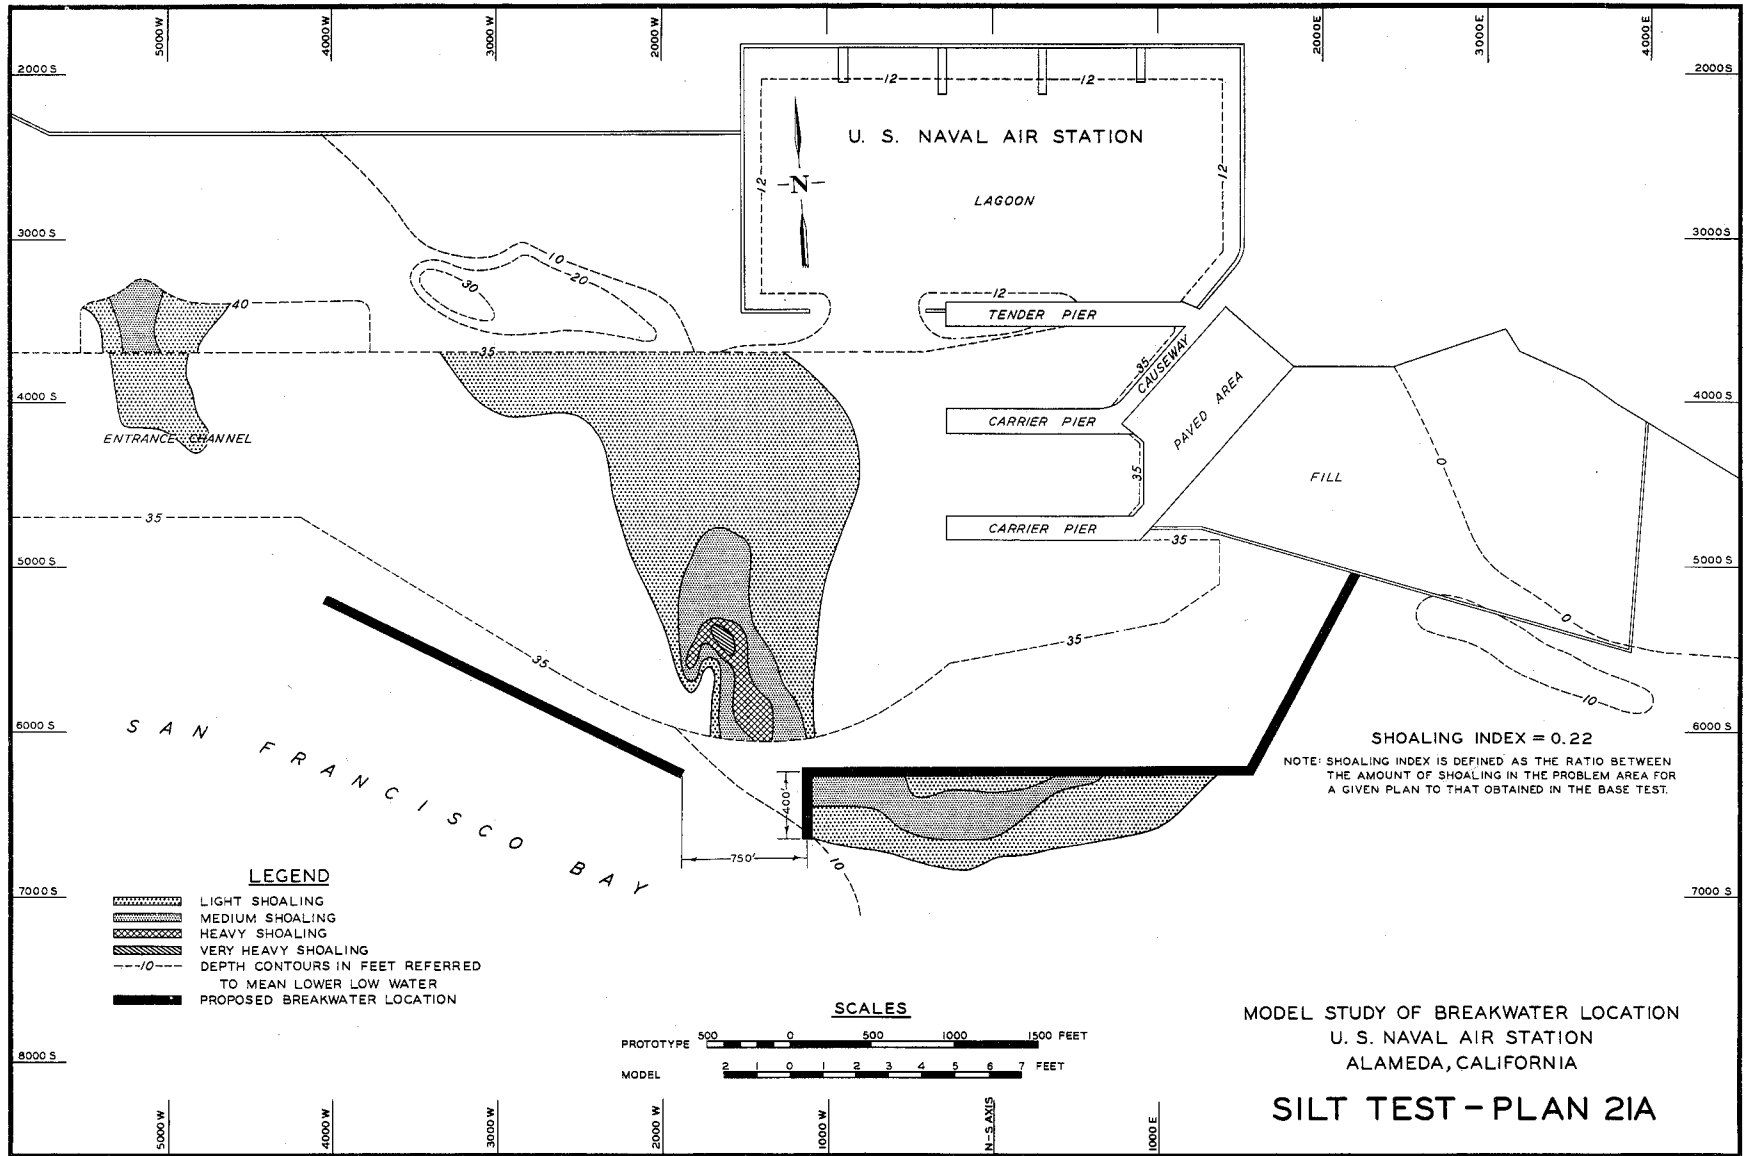 5000 W
4000 W
3000 W
2000 W
2000 E
3000 E
4000 E
2000 S
2000 S
12
12
U. S. NAVAL AIR STATION
12
N
12
LAGOON
3000 S
3000 S
10
20
30
40
12
TENDER PIER
35
35
CAUSEWAY
PAVED AREA
4000 S
4000 S
ENTRANCE CHANNEL
CARRIER PIER
0
35
FILL
35
CARRIER PIER
35
5000 S
5000 S
0
35
35
10
6000 S
6000 S
SAN FRANCISCO BAY
SHOALING INDEX = 0.22
NOTE: SHOALING INDEX IS DEFINED AS THE RATIO BETWEEN
THE AMOUNT OF SHOALING IN THE PROBLEM AREA FOR
A GIVEN PLAN TO THAT OBTAINED IN THE BASE TEST.
400'
750'
10
7000 S
7000 S
LEGEND
LIGHT SHOALING
MEDIUM SHOALING
HEAVY SHOALING
VERY HEAVY SHOALING
10 DEPTH CONTOURS IN FEET REFERRED
TO MEAN LOWER LOW WATER
PROPOSED BREAKWATER LOCATION
SCALES
PROTOTYPE 500 0 500 1000 1500 FEET
MODEL 2 1 0 1 2 3 4 5 6 7 FEET
8000 S
MODEL STUDY OF BREAKWATER LOCATION
U. S. NAVAL AIR STATION
ALAMEDA, CALIFORNIA
SILT TEST - PLAN 21A
5000 W
4000 W
3000 W
2000 W
1000 W
N-S AXIS
1000 E